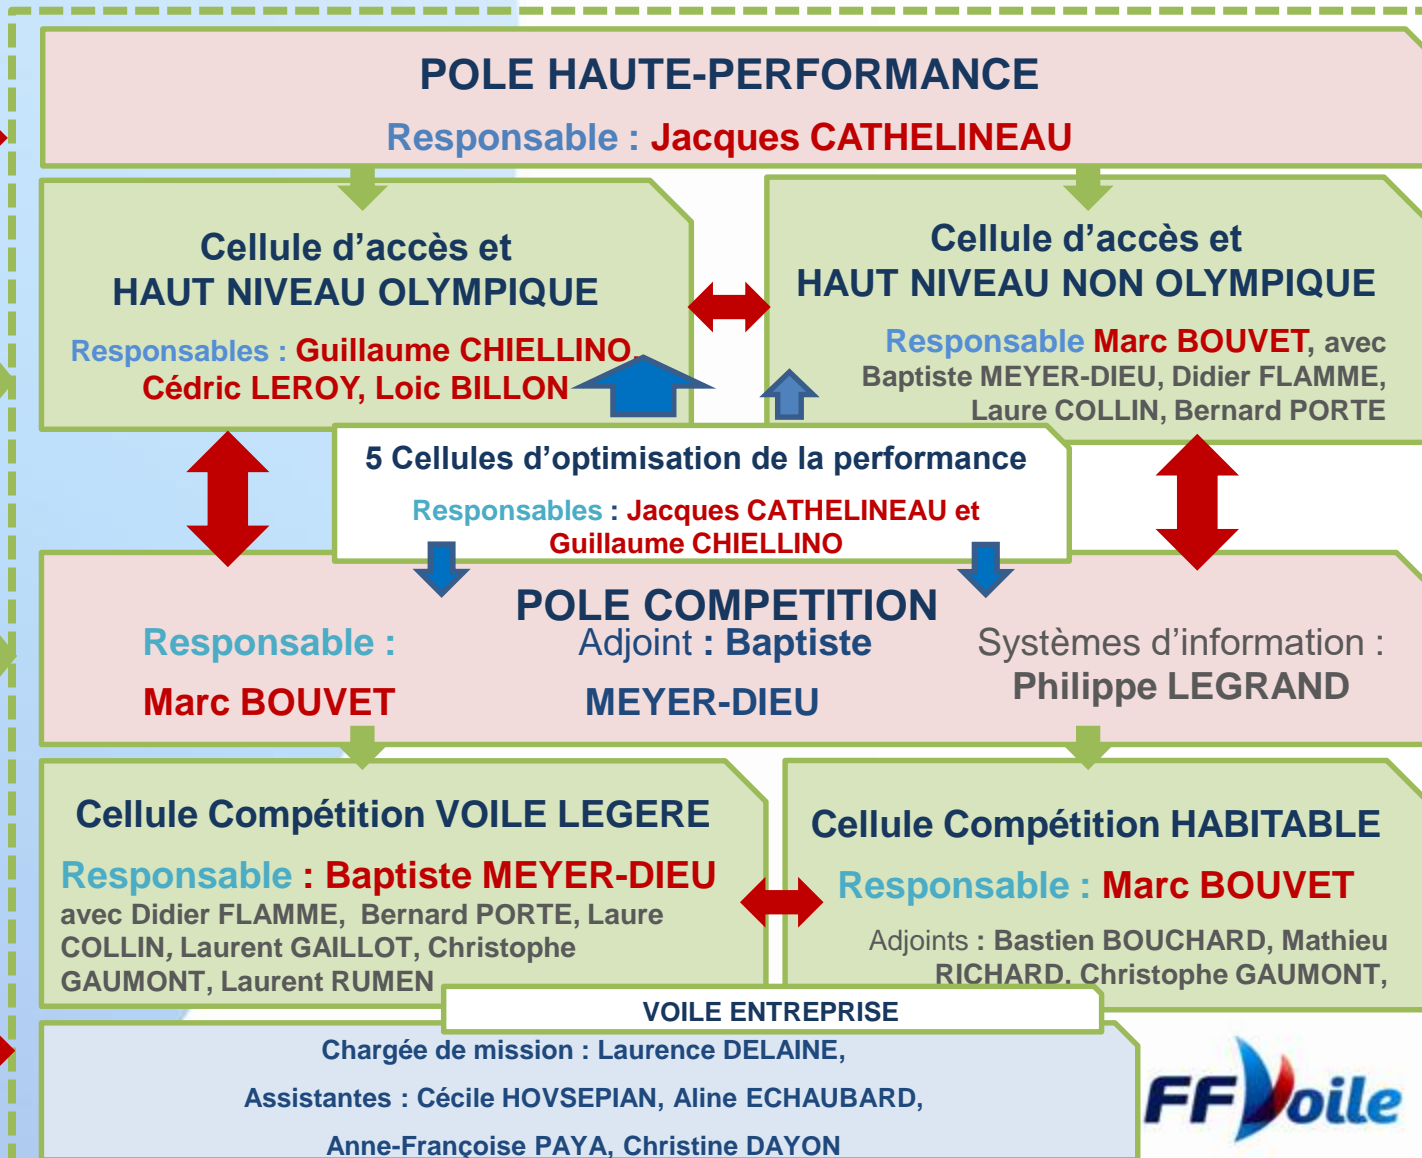 POLE HAUTE-PERFORMANCE
Responsable : Jacques CATHELINEAU
Cellule d’accès et
HAUT NIVEAU OLYMPIQUE
Responsables : Guillaume CHIELLINO,
Cédric LEROY, Loic BILLON
Cellule d’accès et
HAUT NIVEAU NON OLYMPIQUE
Responsable Marc BOUVET, avec
Baptiste MEYER-DIEU, Didier FLAMME,
Laure COLLIN, Bernard PORTE
5 Cellules d’optimisation de la performance
Responsables : Jacques CATHELINEAU et
Guillaume CHIELLINO
POLE COMPETITION
Responsable :
Marc BOUVET
Adjoint : Baptiste
MEYER-DIEU
Systèmes d’information :
Philippe LEGRAND
Cellule Compétition VOILE LEGERE
Responsable : Baptiste MEYER-DIEU
avec Didier FLAMME, Bernard PORTE, Laure
COLLIN, Laurent GAILLOT, Christophe
GAUMONT, Laurent RUMEN
Cellule Compétition HABITABLE
Responsable : Marc BOUVET
Adjoints : Bastien BOUCHARD, Mathieu
RICHARD, Christophe GAUMONT,
VOILE ENTREPRISE
Chargée de mission : Laurence DELAINE,
Assistantes : Cécile HOVSEPIAN, Aline ECHAUBARD,
Anne-Françoise PAYA, Christine DAYON
FFVoile